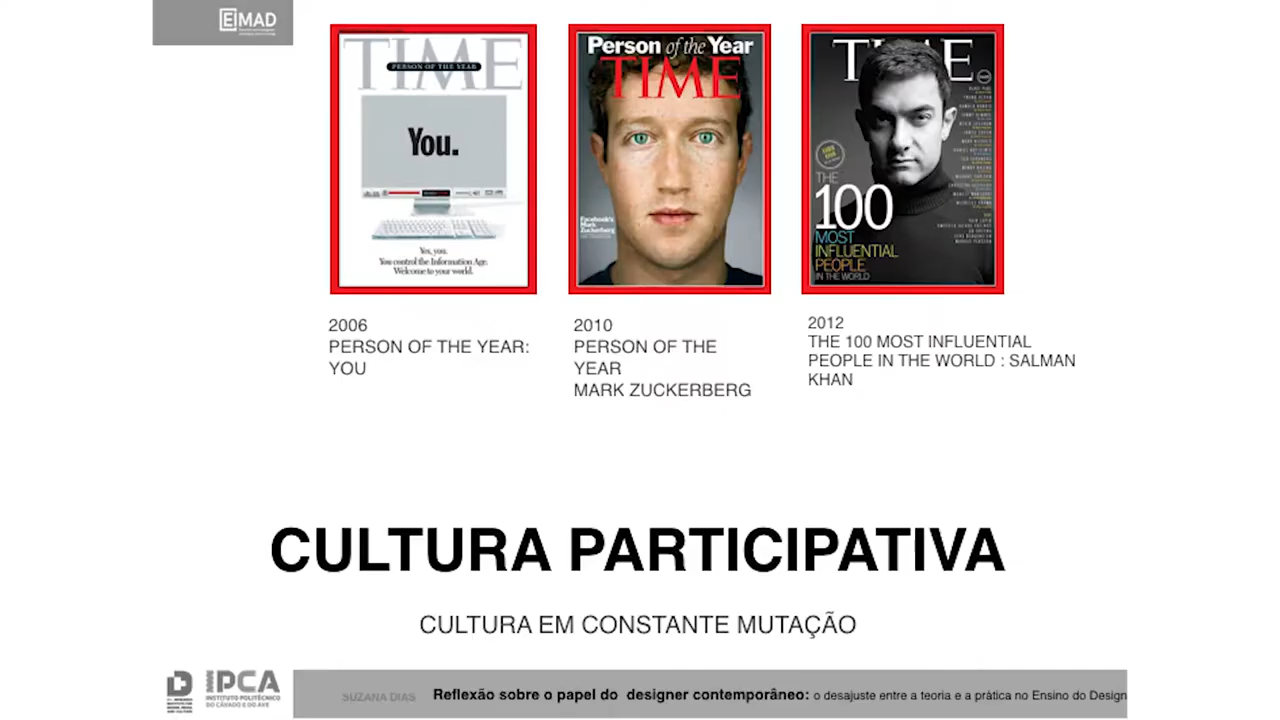 EIMAD
TIME
PERSON OF THE YEAR
You.
Yes, you.
You control the Information Age.
Welcome to your world.
Person of the Year
TIME
Facebook's
Mark
Zuckerberg
TIME
THE
100
MOST
INFLUENTIAL
PEOPLE
IN THE WORLD
2006
PERSON OF THE YEAR:
YOU
2010
PERSON OF THE
YEAR
MARK ZUCKERBERG
2012
THE 100 MOST INFLUENTIAL
PEOPLE IN THE WORLD : SALMAN
KHAN
CULTURA PARTICIPATIVA
CULTURA EM CONSTANTE MUTAÇÃO
IPCA
INSTITUTO POLITÉCNICO
DO CÁVADO E DO AVE
SUZANA DIAS
Reflexão sobre o papel do designer contemporâneo: o desajuste entre a teoria e a pràtica no Ensino do Design